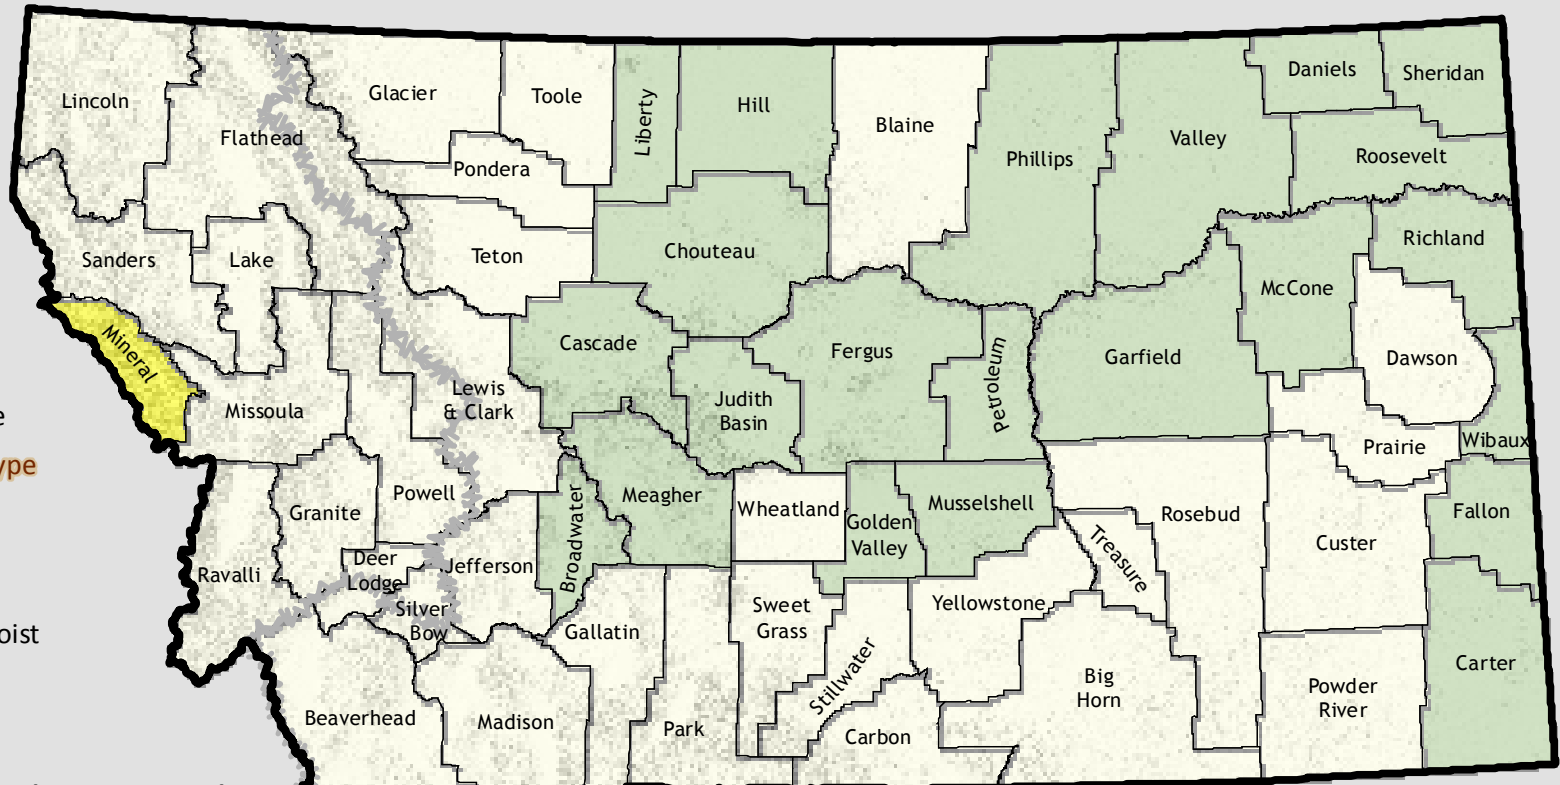 Lincoln
Flathead
Glacier
Toole
Liberty
Hill
Blaine
Phillips
Valley
Daniels
Sheridan
Roosevelt
Pondera
Sanders
Lake
Teton
Chouteau
McCone
Richland
Mineral
Missoula
Lewis
& Clark
Cascade
Judith
Basin
Fergus
Petroleum
Garfield
Dawson
Prairie
Wibaux
Powell
Granite
Ravalli
Deer
Lodge
Silver
Bow
Jefferson
Broadwater
Meagher
Wheatland
Golden
Valley
Musselshell
Treasure
Rosebud
Custer
Fallon
Beaverhead
Madison
Gallatin
Park
Sweet
Grass
Stillwater
Yellowstone
Carbon
Big
Horn
Powder
River
Carter
e
ype
oist